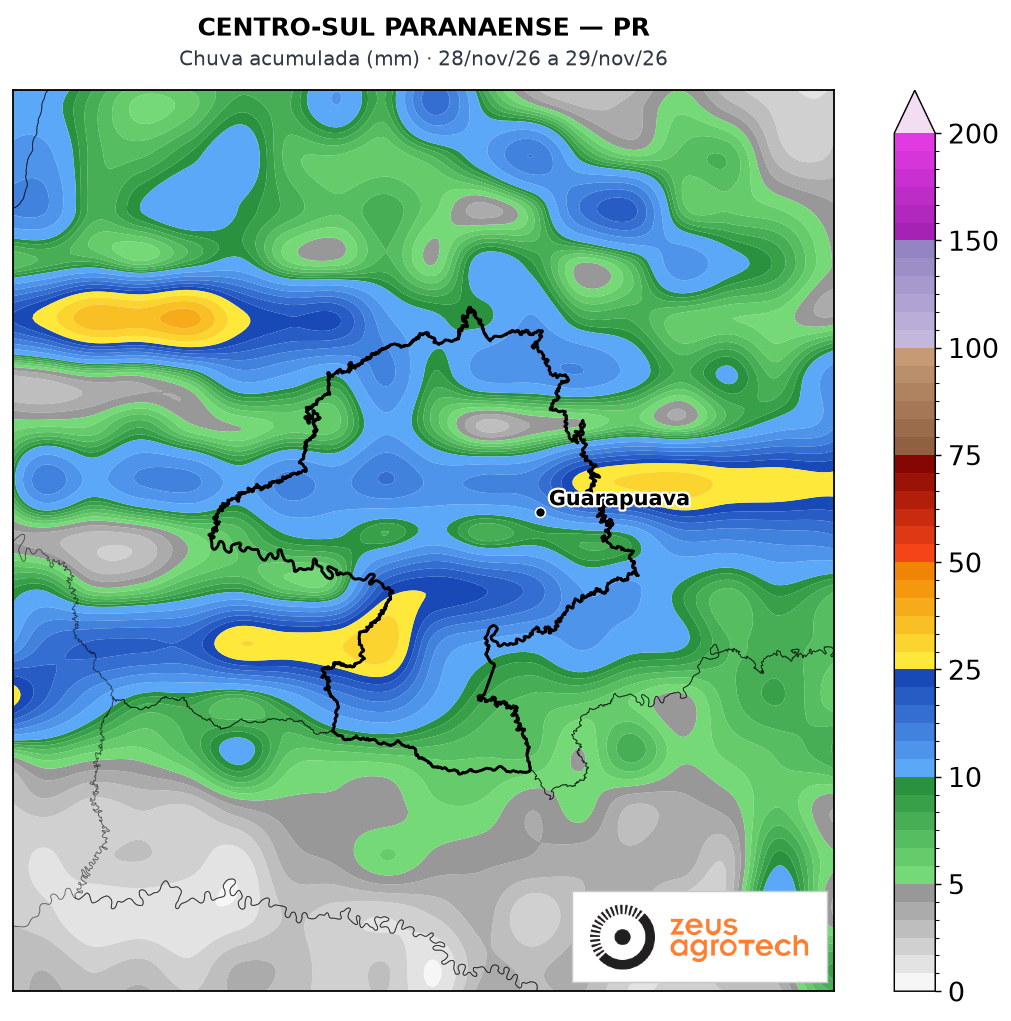 CENTRO-SUL PARANAENSE — PR
Chuva acumulada (mm) · 28/nov/26 a 29/nov/26
200
150
100
75
50
25
10
5
0
Guarapuava
zeus
agrotech